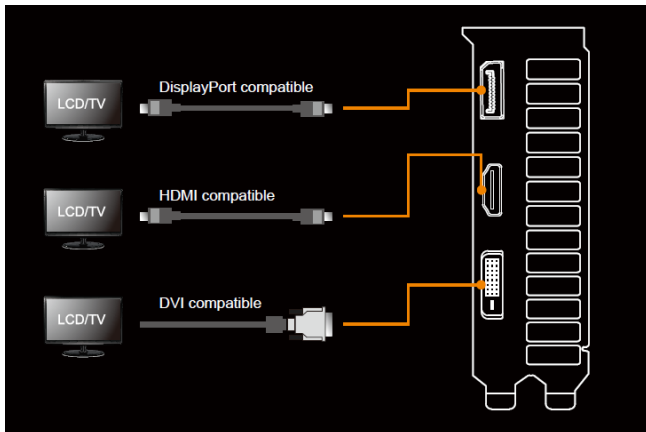 DisplayPort compatible
LCD/TV
HDMI compatible
LCD/TV
DVI compatible
LCD/TV